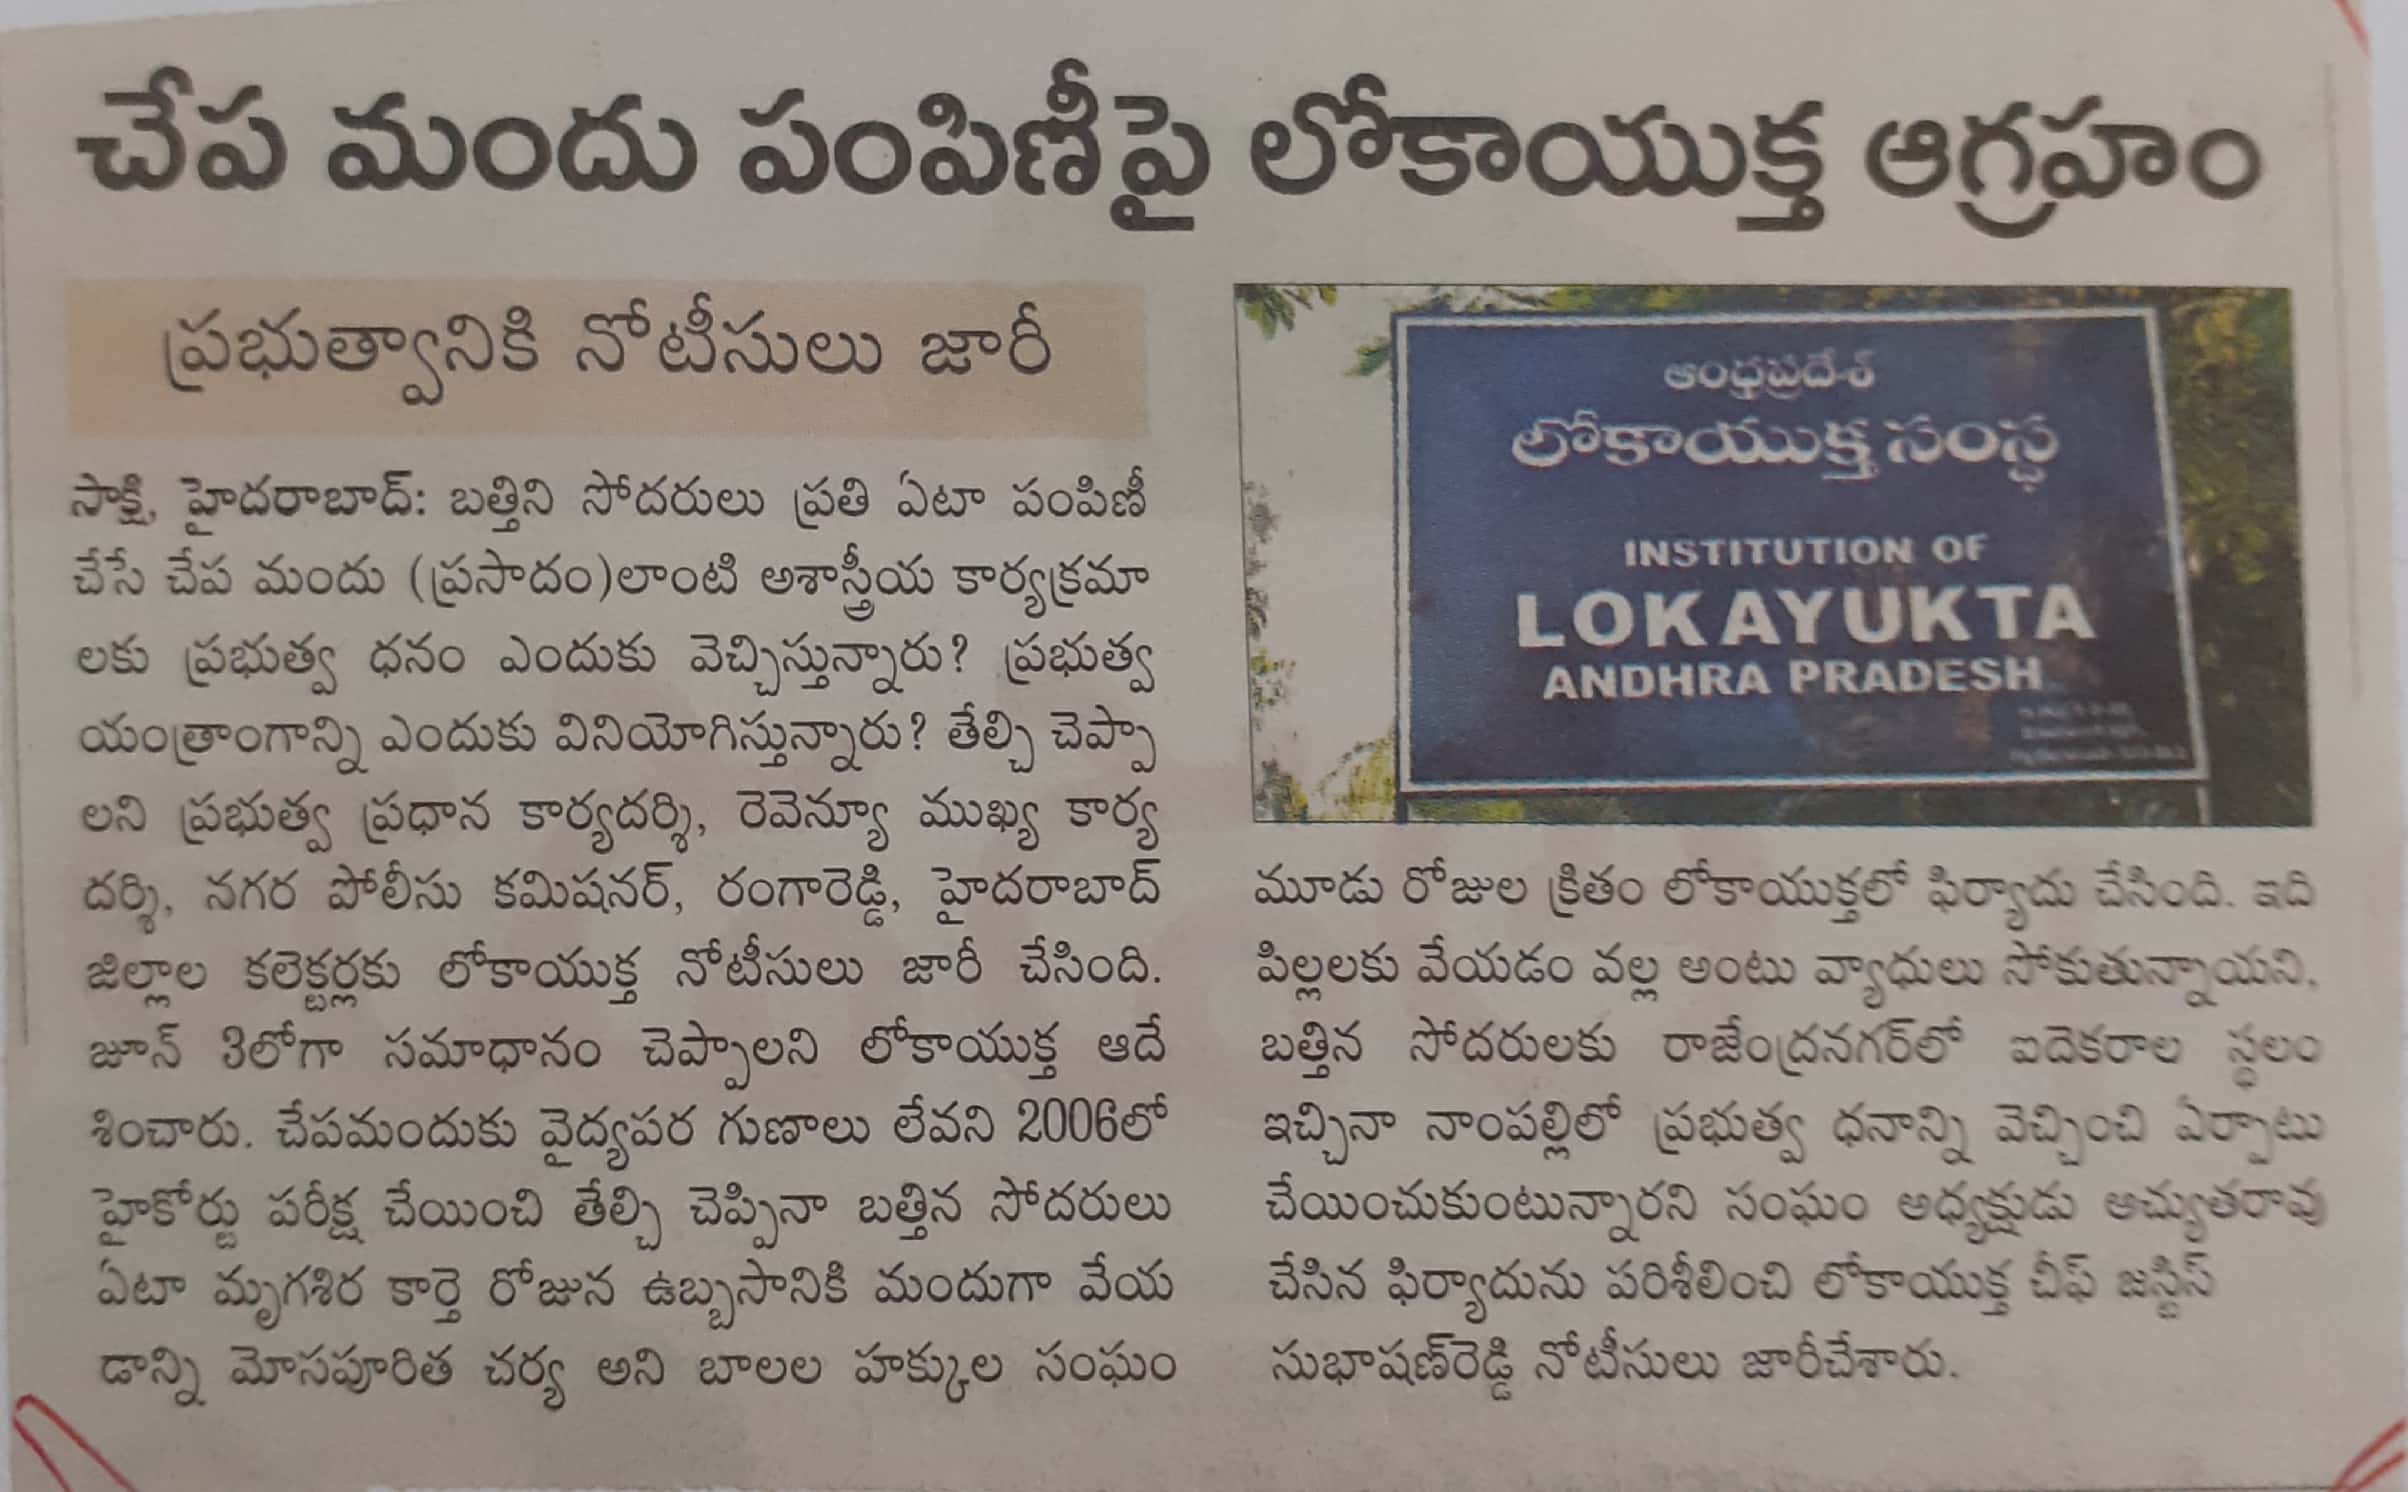 చేప మందు పంపిణీపై లోకాయుక్త ఆగ్రహం
ప్రభుత్వానికి నోటీసులు జారీ
సాక్షి, హైదరాబాద్: బత్తిని సోదరులు ప్రతి ఏటా పంపిణీ
చేసే చేప మందు (ప్రసాదం)లాంటి అశాస్త్రీయ కార్యక్రమా
లకు ప్రభుత్వ ధనం ఎందుకు వెచ్చిస్తున్నారు? ప్రభుత్వ
యంత్రాంగాన్ని ఎందుకు వినియోగిస్తున్నారు? తేల్చి చెప్పా
లని ప్రభుత్వ ప్రధాన కార్యదర్శి, రెవెన్యూ ముఖ్య కార్య
దర్శి, నగర పోలీసు కమిషనర్, రంగారెడ్డి, హైదరాబాద్
జిల్లాల కలెక్టర్లకు లోకాయుక్త నోటీసులు జారీ చేసింది.
జూన్ 3లోగా సమాధానం చెప్పాలని లోకాయుక్త ఆదే
శించారు. చేపమందుకు వైద్యపర గుణాలు లేవని 2006లో
హైకోర్టు పరీక్ష చేయించి తేల్చి చెప్పినా బత్తిన సోదరులు
ఏటా మృగశిర కార్తె రోజున ఉబ్బసానికి మందుగా వేయ
డాన్ని మోసపూరిత చర్య అని బాలల హక్కుల సంఘం
ఆంధ్రప్రదేశ్
లోకాయుక్త సంస్థ
INSTITUTION OF
LOKAYUKTA
ANDHRA PRADESH
మూడు రోజుల క్రితం లోకాయుక్తలో ఫిర్యాదు చేసింది. ఇది
పిల్లలకు వేయడం వల్ల అంటు వ్యాధులు సోకుతున్నాయని,
బత్తిన సోదరులకు రాజేంద్రనగర్‌లో ఐదెకరాల స్థలం
ఇచ్చినా నాంపల్లిలో ప్రభుత్వ ధనాన్ని వెచ్చించి ఏర్పాటు
చేయించుకుంటున్నారని సంఘం అధ్యక్షుడు అచ్యుతరావు
చేసిన ఫిర్యాదును పరిశీలించి లోకాయుక్త చీఫ్ జస్టిస్
సుభాషణ్‌రెడ్డి నోటీసులు జారీచేశారు.